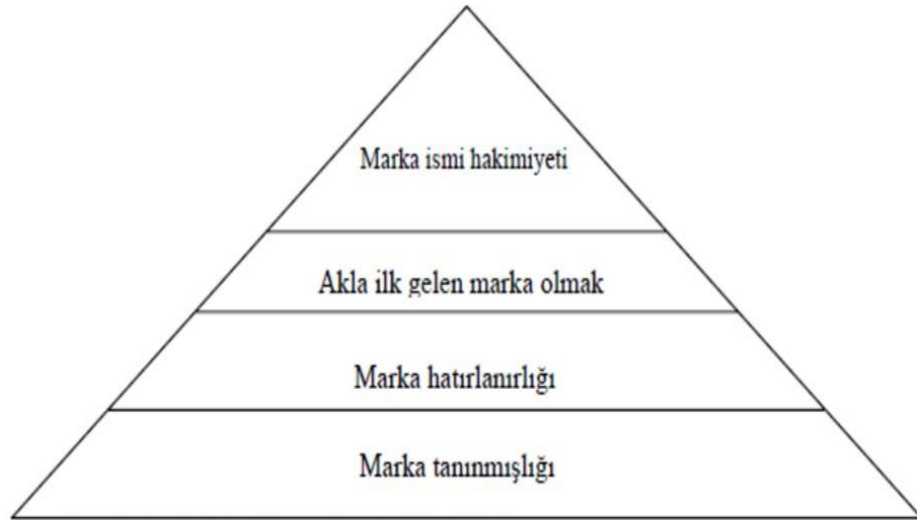 Marka ismi hakimiyeti
Akla ilk gelen marka olmak
Marka hatırlanırlığı
Marka tanınmışlığı